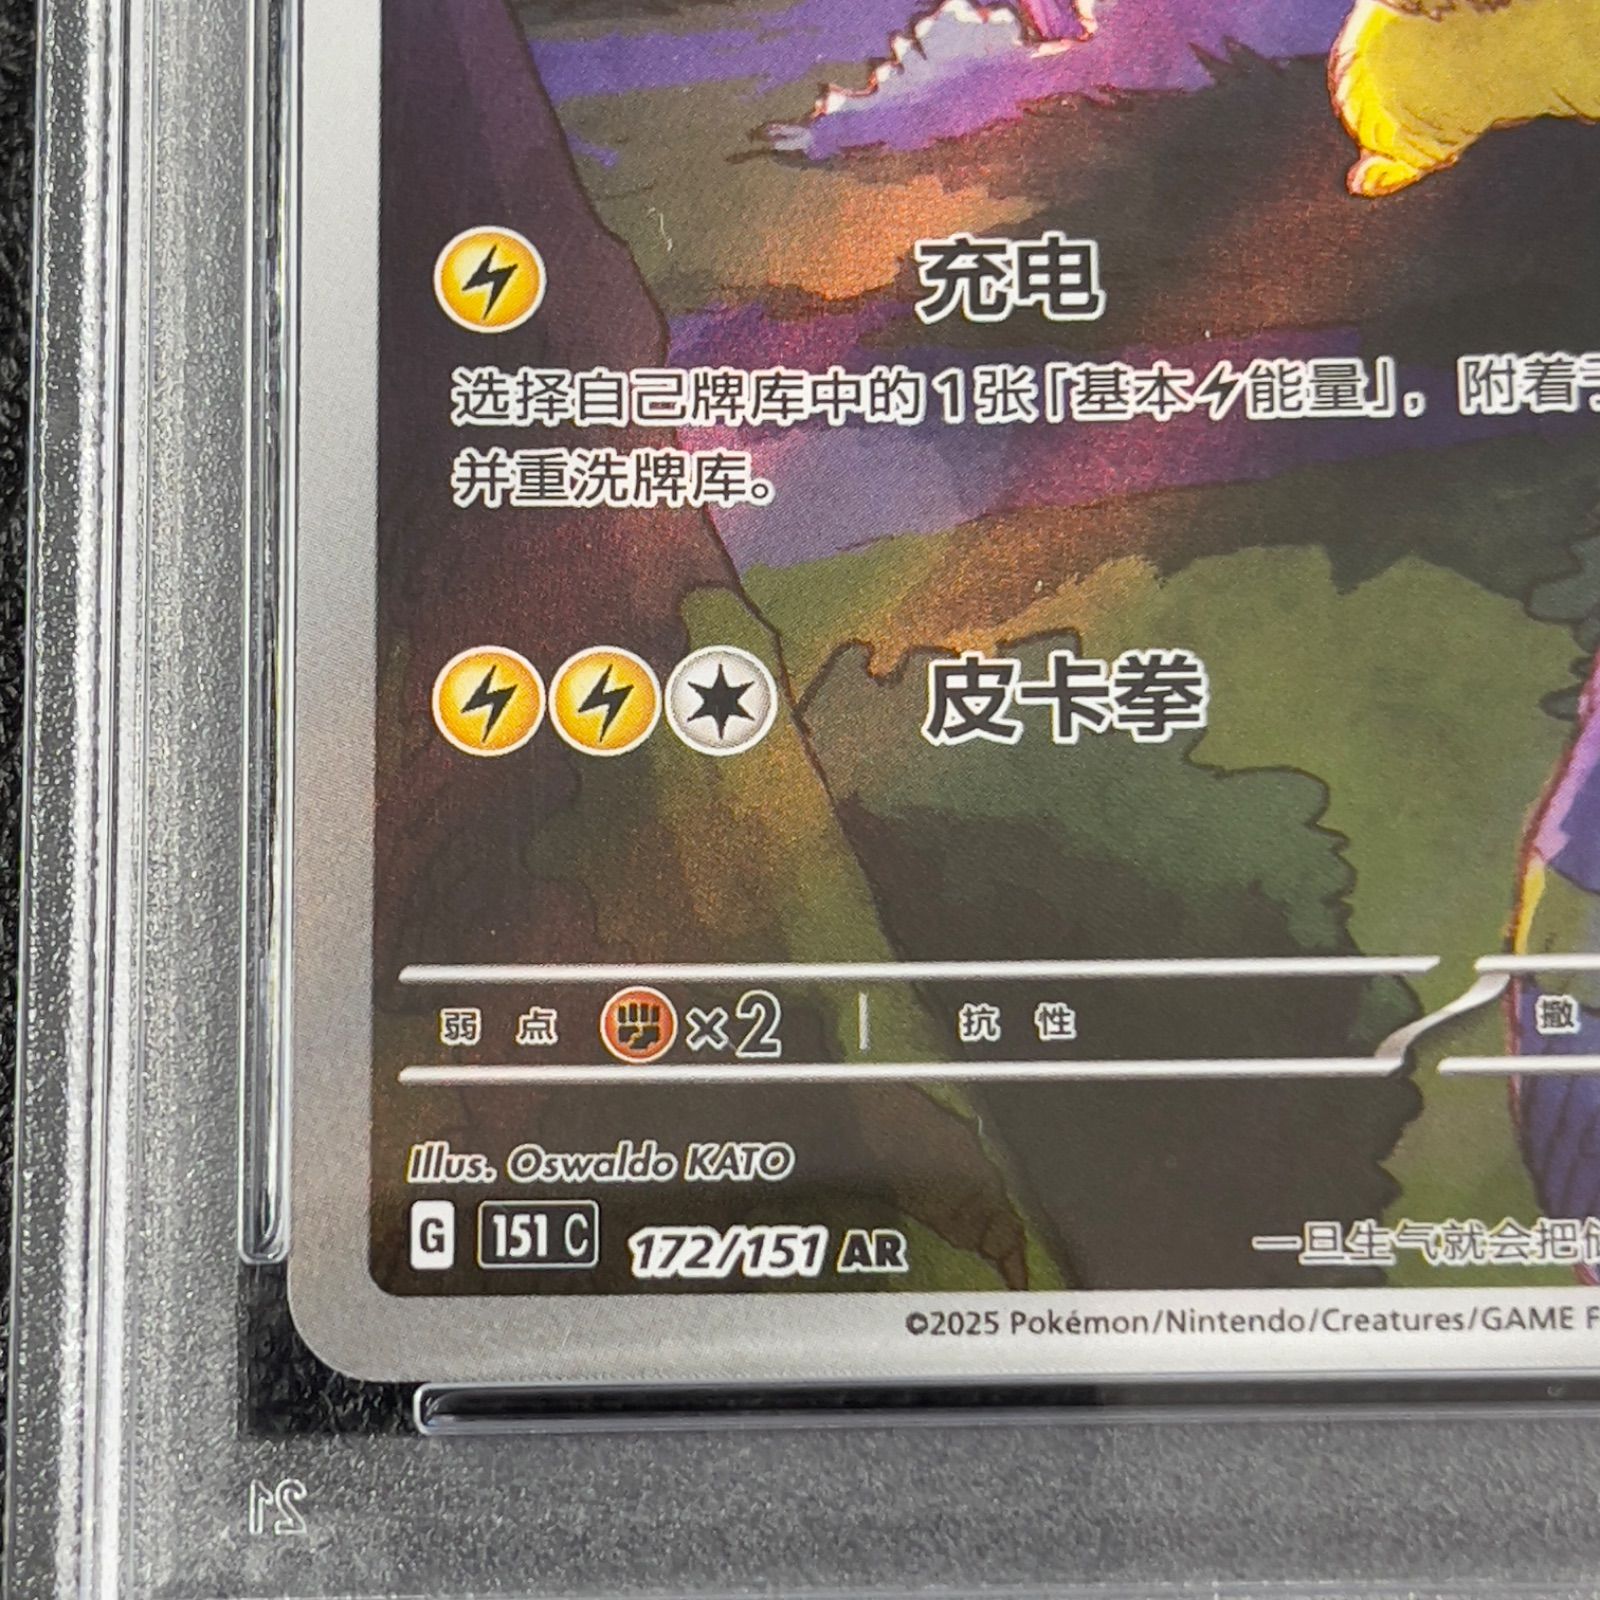 充电
选择自己牌库中的1张「基本能量」，附着于
并重洗牌库。
皮卡拳
弱点 ×2 抗性 撤
Illus. Oswaldo KATO
G 151 C 172/151 AR
一旦生气就会把储
©2025 Pokémon/Nintendo/Creatures/GAME F
21